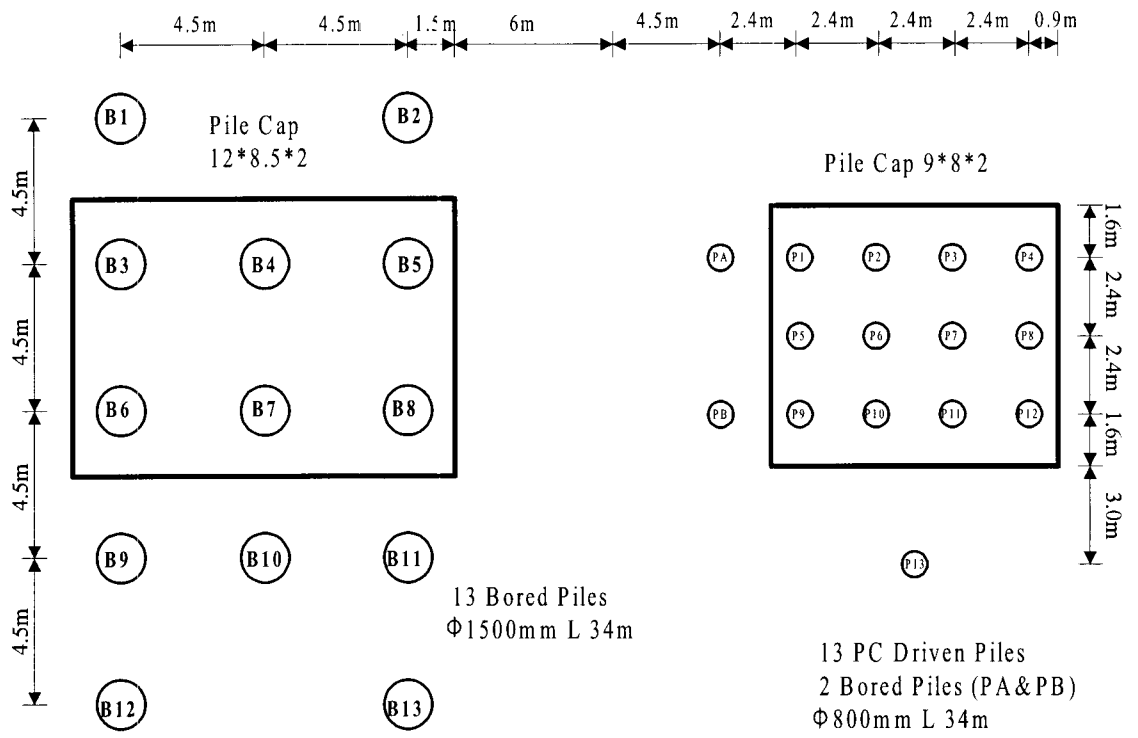 4.5m 4.5m 1.5m 6m 4.5m 2.4m 2.4m 2.4m 2.4m 0.9m
B1 B2
Pile Cap
12*8.5*2
Pile Cap 9*8*2
4.5m
1.6m
PA P1 P2 P3 P4
B3 B4 B5
2.4m
P5 P6 P7 P8
4.5m
2.4m
B6 B7 B8
PB P9 P10 P11 P12
1.6m
4.5m
3.0m
B9 B10 B11
P13
13 Bored Piles
Φ1500mm L 34m
4.5m
13 PC Driven Piles
2 Bored Piles (PA&PB)
Φ800mm L 34m
B12 B13